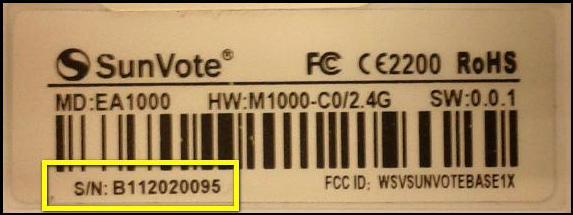 SunVote® FC CE2200 RoHS
MD:EA1000 HW:M1000-C0/2.4G SW:0.0.1
S/N: B112020095 FCC ID: WSVSUNVOTEBASE1X